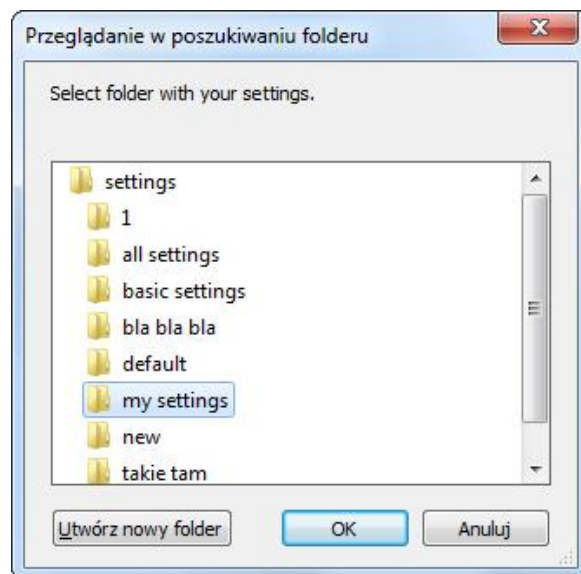 Przeglądanie w poszukiwaniu folderu
Select folder with your settings.
settings
1
all settings
basic settings
bla bla bla
default
my settings
new
takie tam
Utwórz nowy folder
OK
Anuluj